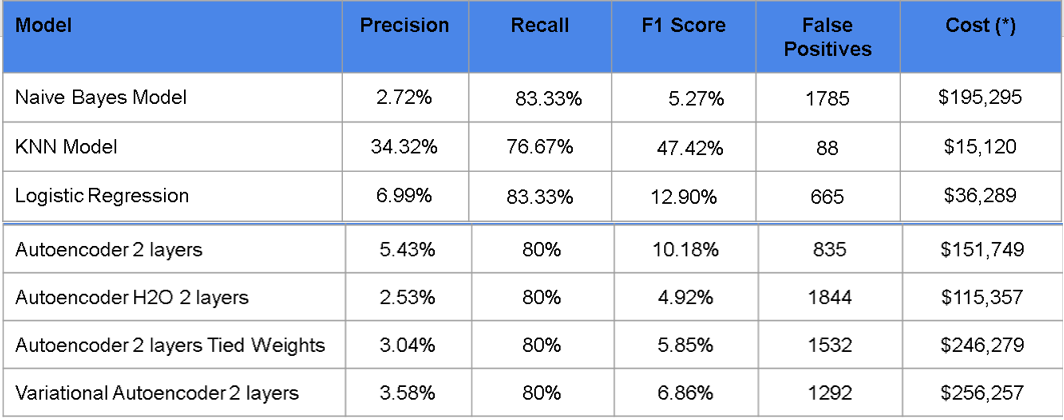 Model Precision Recall F1 Score False Positives Cost (*)
Naive Bayes Model 2.72% 83.33% 5.27% 1785 $195,295
KNN Model 34.32% 76.67% 47.42% 88 $15,120
Logistic Regression 6.99% 83.33% 12.90% 665 $36,289
Autoencoder 2 layers 5.43% 80% 10.18% 835 $151,749
Autoencoder H2O 2 layers 2.53% 80% 4.92% 1844 $115,357
Autoencoder 2 layers Tied Weights 3.04% 80% 5.85% 1532 $246,279
Variational Autoencoder 2 layers 3.58% 80% 6.86% 1292 $256,257